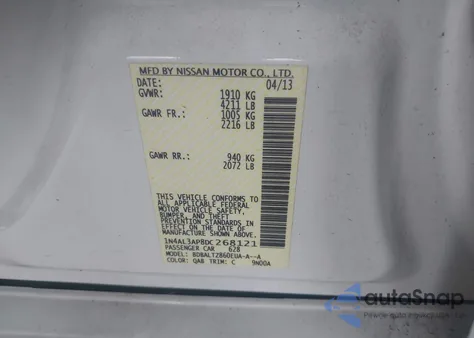 MFD BY NISSAN MOTOR CO., LTD.
DATE: 04/13
GVWR: 1910 KG
4211 LB
GAWR FR.: 1005 KG
2216 LB
GAWR RR.: 940 KG
2072 LB
THIS VEHICLE CONFORMS TO
ALL APPLICABLE FEDERAL
MOTOR VEHICLE SAFETY,
BUMPER, AND THEFT
PREVENTION STANDARDS
IN EFFECT ON THE DATE OF
MANUFACTURE SHOWN ABOVE.
1N4AL3AP8DC268121
PASSENGER CAR 628
MODEL: BDBALTZB60EUA-A--A
COLOR: QAB TRIM: C 9N00A
autoSnap